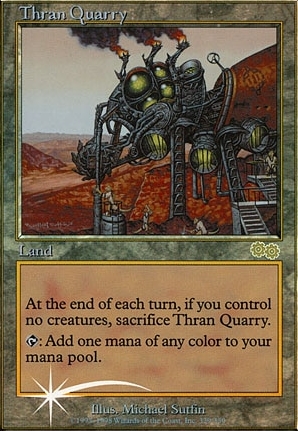 Thran Quarry
Land
At the end of each turn, if you control
no creatures, sacrifice Thran Quarry.
: Add one mana of any color to your
mana pool.
Illus. Michael Sutfin